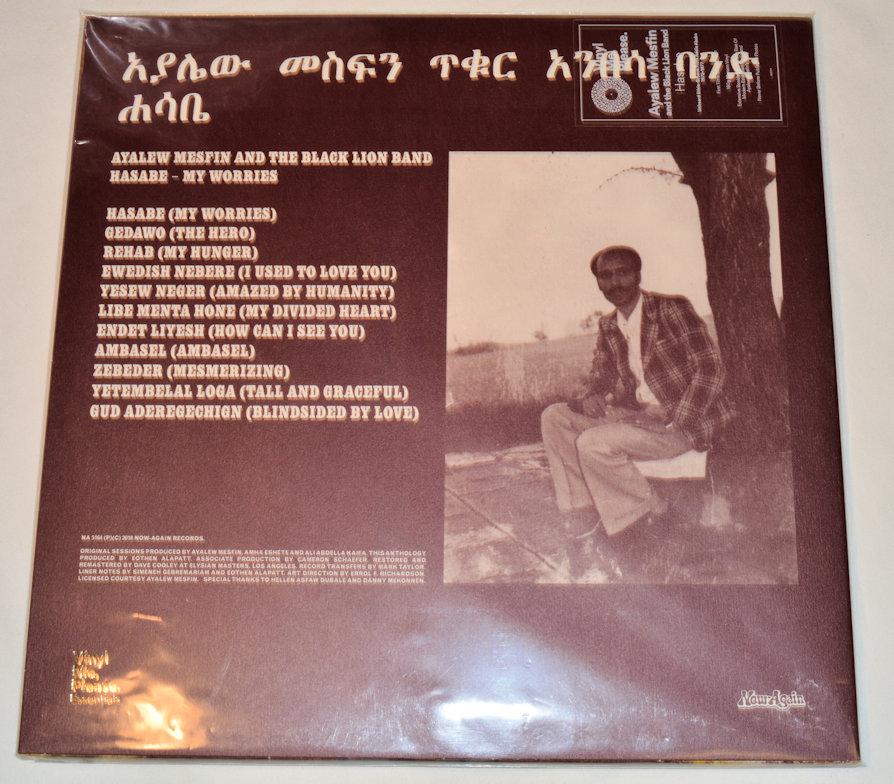 አያሌው መስፍን ጥቁር አንበሳ ባንድ
ሐሳቤ
Vinyl
Me,
Please.
Ayalew Mesfin
and the Black Lion Band
AYALEW MESFIN AND THE BLACK LION BAND
HASABE – MY WORRIES
HASABE (MY WORRIES)
GEDAWO (THE HERO)
REHAB (MY HUNGER)
EWEDISH NEBERE (I USED TO LOVE YOU)
YESEW NEGER (AMAZED BY HUMANITY)
LIBE MENTA HONE (MY DIVIDED HEART)
ENDET LIYESH (HOW CAN I SEE YOU)
AMBASEL (AMBASEL)
ZEBEDER (MESMERIZING)
YETEMBELAL LOGA (TALL AND GRACEFUL)
GUD ADEREGECHIGN (BLINDSIDED BY LOVE)
NA 5164 (P)(C) 2018 NOW-AGAIN RECORDS.
ORIGINAL SESSIONS PRODUCED BY AYALEW MESFIN, AMHA ESHETE AND ALI ABDELLA KAIFA. THIS ANTHOLOGY
PRODUCED BY EOTHEN ALAPATT. ASSOCIATE PRODUCTION BY CAMERON SCHAEFER. RESTORED AND
REMASTERED BY DAVE COOLEY AT ELYSIAN MASTERS, LOS ANGELES. RECORD TRANSFERS BY MARK TAYLOR.
LINER NOTES BY SIMENEH GEBREMARIAM AND EOTHEN ALAPATT. ART DIRECTION BY ERROL F. RICHARDSON.
LICENSED COURTESY AYALEW MESFIN. SPECIAL THANKS TO HELLEN ASFAW DUBALE AND DANNY MEKONNEN.
Vinyl
Me,
Please.
Essentials
Now-Again